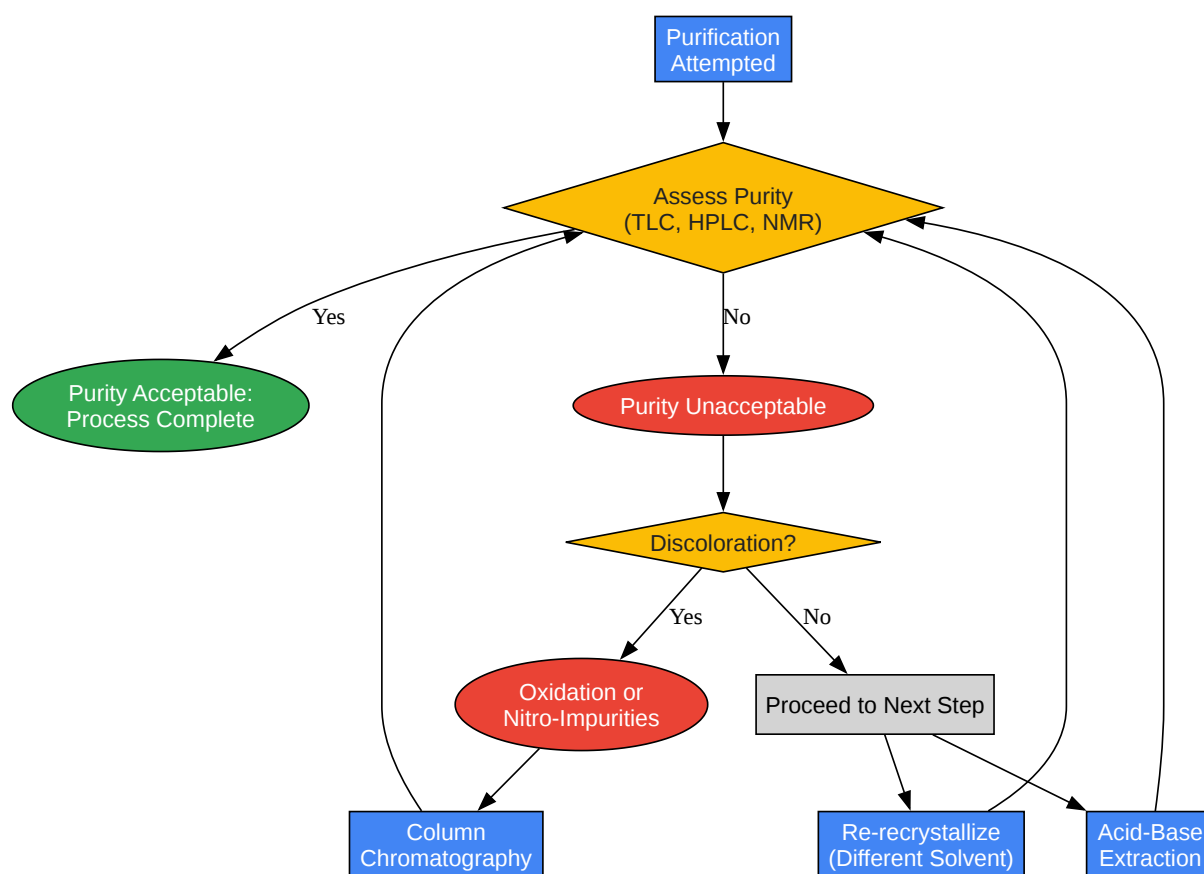 Purification
Attempted
Assess Purity
(TLC, HPLC, NMR)
Yes
No
Purity Acceptable:
Process Complete
Purity Unacceptable
Discoloration?
Yes
No
Oxidation or
Nitro-Impurities
Proceed to Next Step
Column
Chromatography
Re-recrystallize
(Different Solvent)
Acid-Base
Extraction